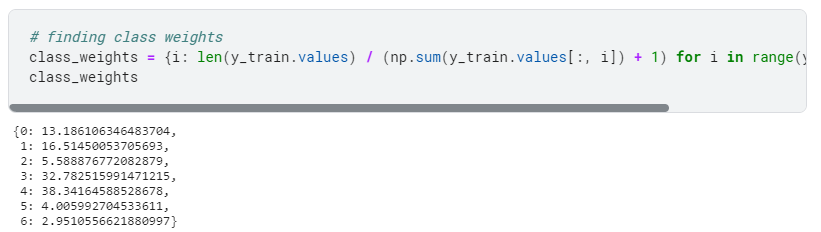 # finding class weights
class_weights = {i: len(y_train.values) / (np.sum(y_train.values[:, i]) + 1) for i in range(y
class_weights
{0: 13.186106346483704,
1: 16.51450053705693,
2: 5.588876772082879,
3: 32.782515991471215,
4: 38.34164588528678,
5: 4.005992704533611,
6: 2.9510556621880997}